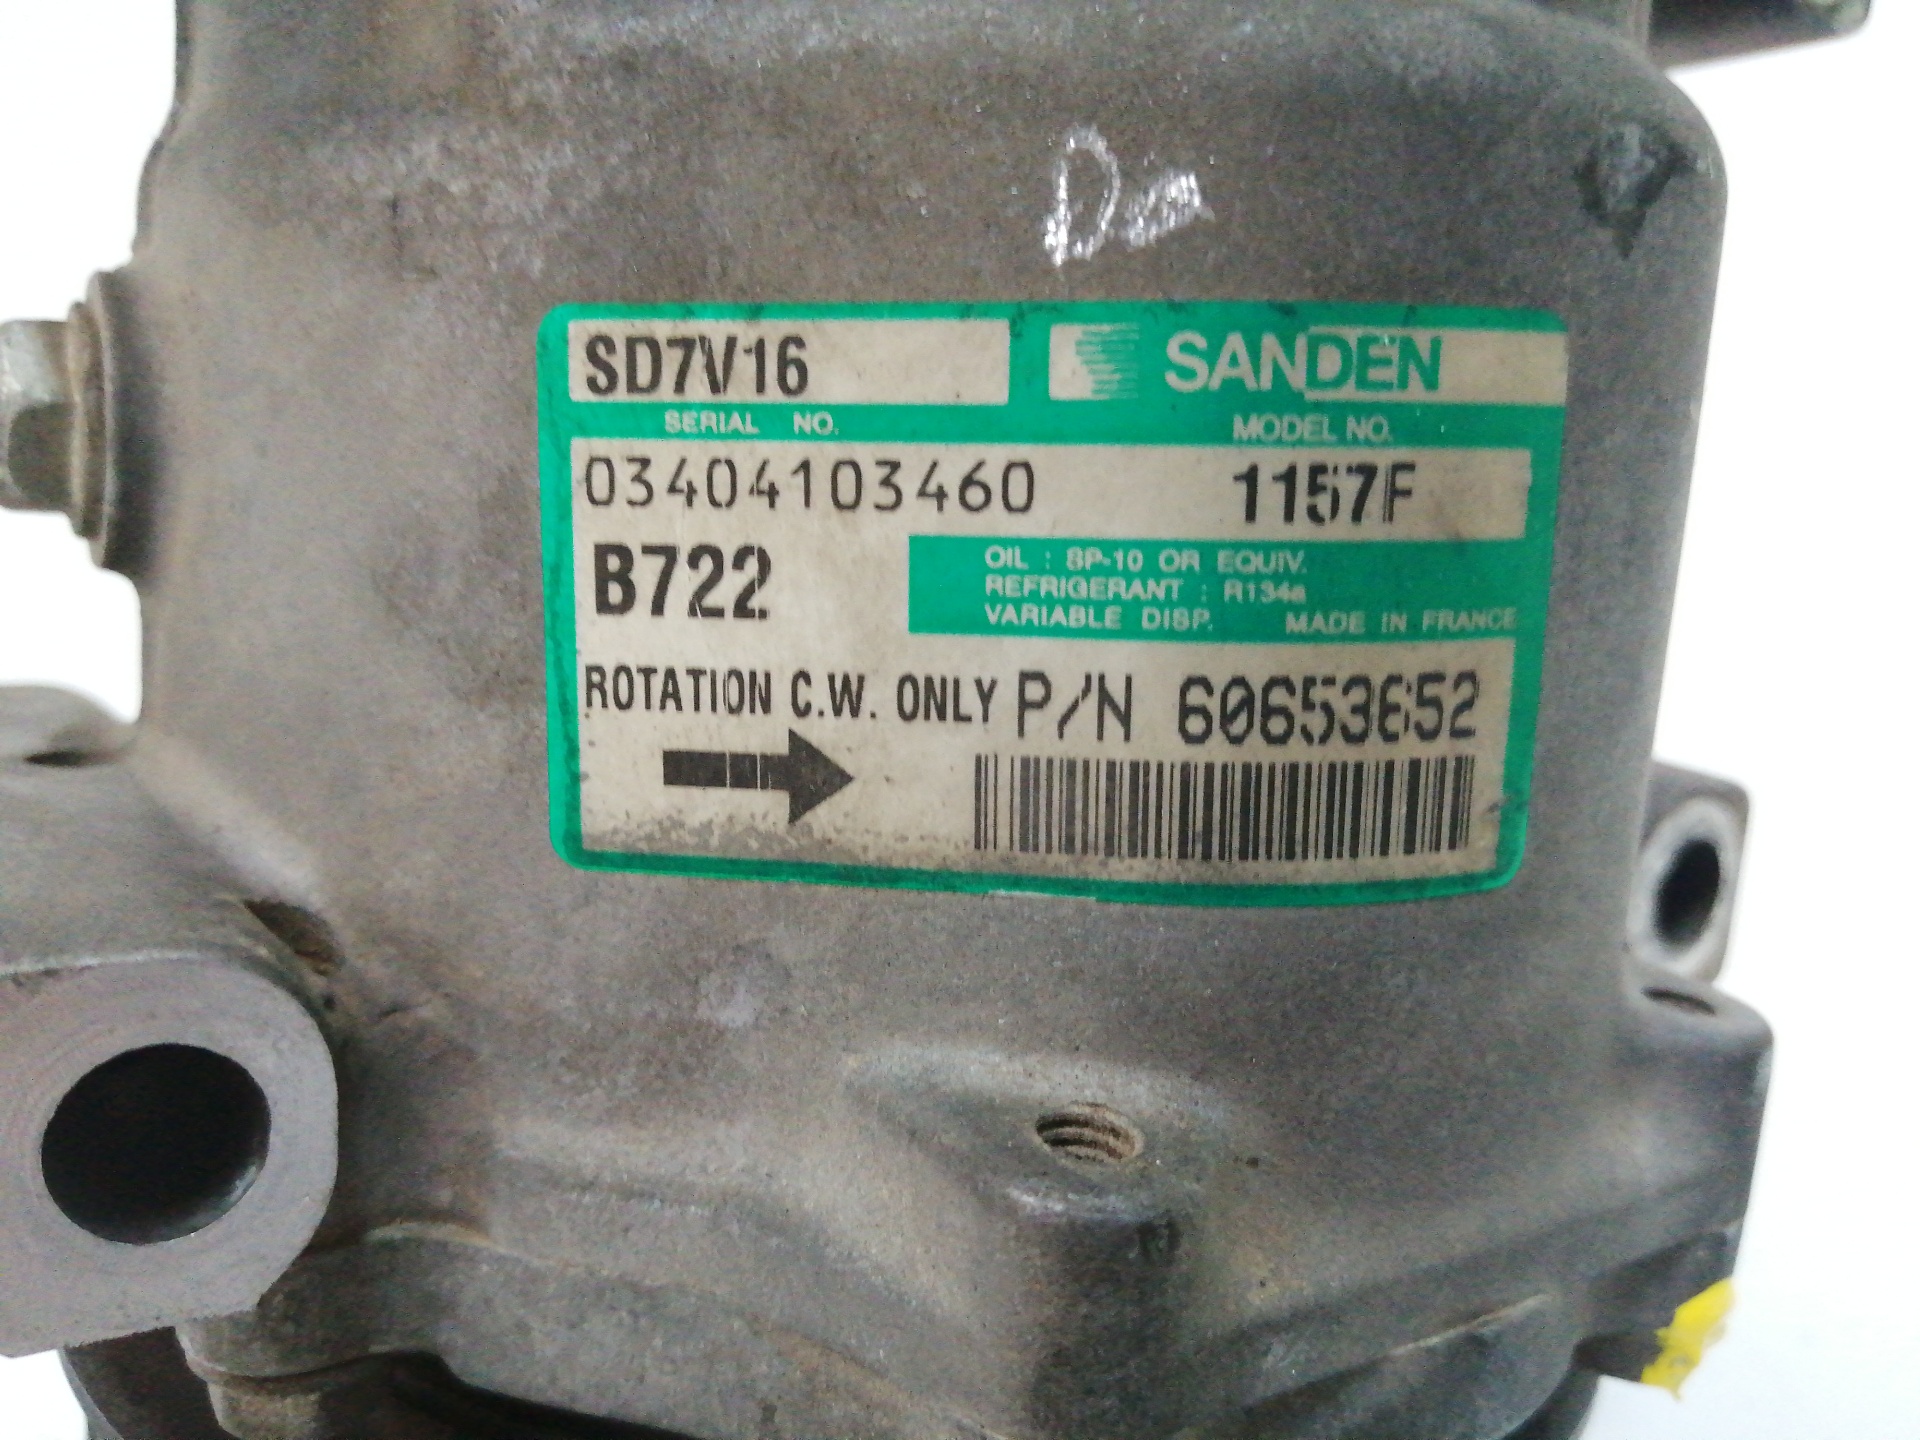 SD7V16 SANDEN
SERIAL NO. MODEL NO.
03404103460 1157F
B722
OIL : SP-10 OR EQUIV.
REFRIGERANT : R134a
VARIABLE DISP. MADE IN FRANCE
ROTATION C.W. ONLY P/N 60653652